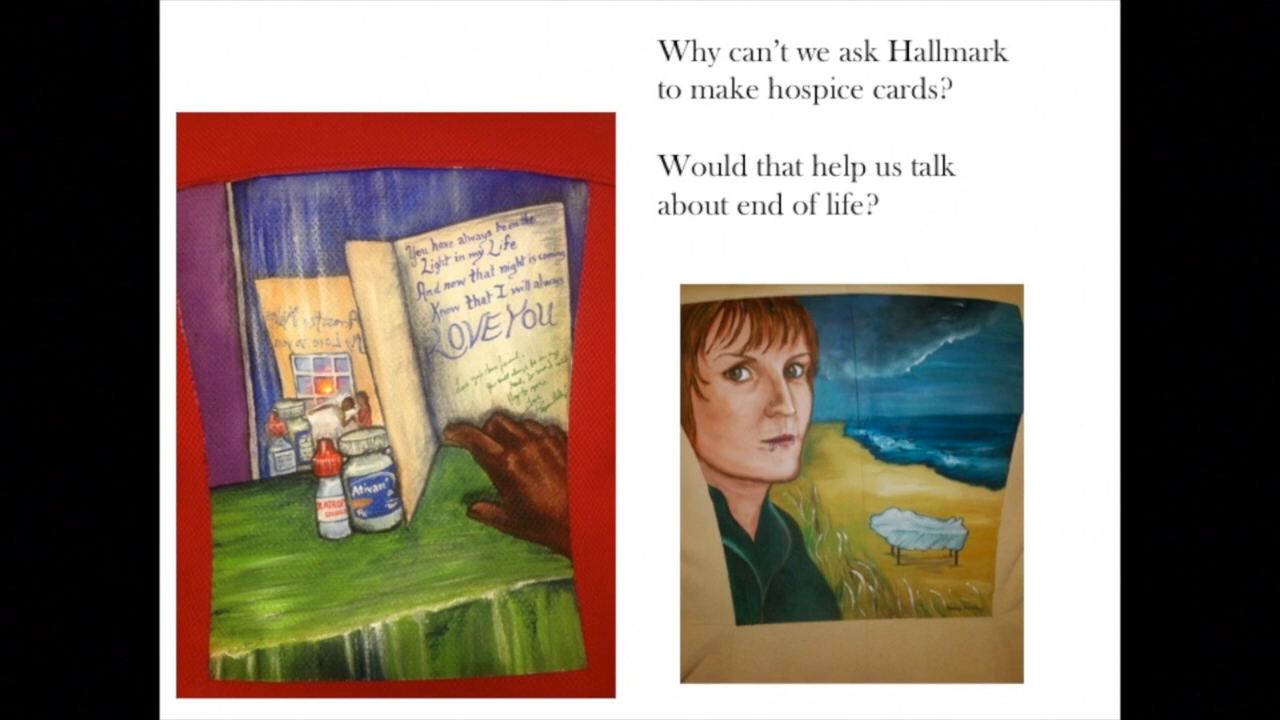 Why can't we ask Hallmark
to make hospice cards?
Would that help us talk
about end of life?
You have always been the
Light in my Life
And now that night is coming
Know that I will always
LOVE YOU
Ativan